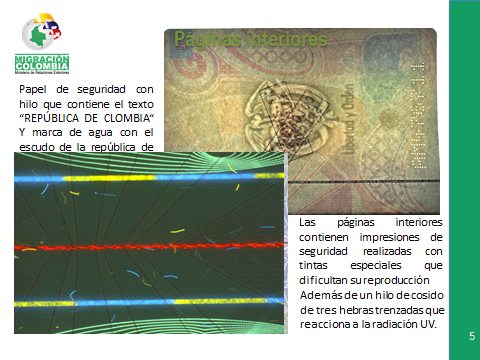 MIGRACIÓN
COLOMBIA
Ministerio de Relaciones Exteriores
Páginas interiores
Papel de seguridad con
hilo que contiene el texto
“REPÚBLICA DE CLOMBIA“
Y marca de agua con el
escudo de la república de
Libertad y Orden
Las páginas interiores
contienen impresiones de
seguridad realizadas con
tintas especiales que
dificultan su reproducción
Además de un hilo de cosido
de tres hebras trenzadas que
reacciona a la radiación UV.
5